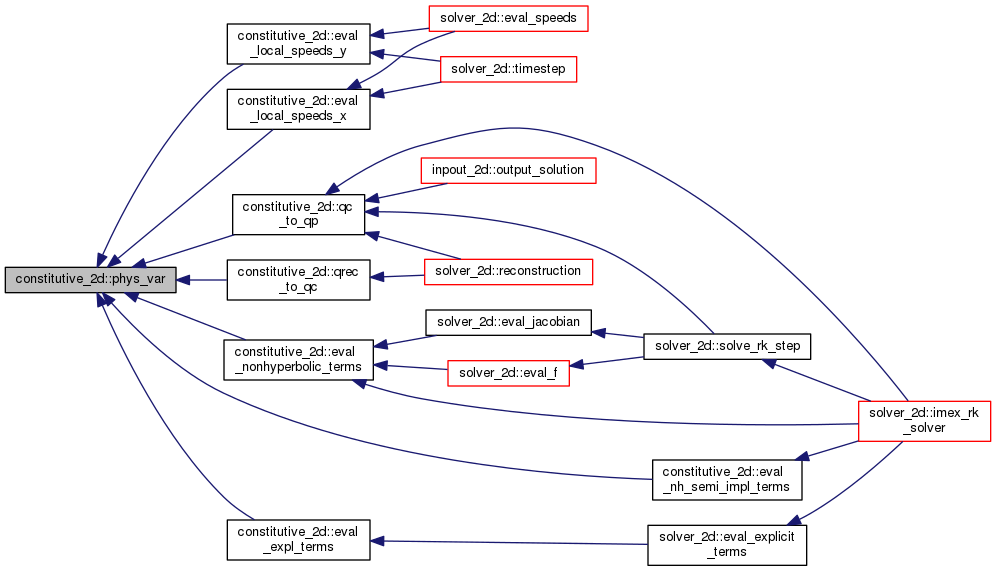 constitutive_2d::phys_var
constitutive_2d::eval
_local_speeds_y
constitutive_2d::eval
_local_speeds_x
constitutive_2d::qc
_to_qp
constitutive_2d::qrec
_to_qc
constitutive_2d::eval
_nonhyperbolic_terms
constitutive_2d::eval
_expl_terms
solver_2d::eval_speeds
solver_2d::timestep
inpout_2d::output_solution
solver_2d::reconstruction
solver_2d::eval_jacobian
solver_2d::eval_f
solver_2d::solve_rk_step
constitutive_2d::eval
_nh_semi_impl_terms
solver_2d::eval_explicit
_terms
solver_2d::imex_rk
_solver